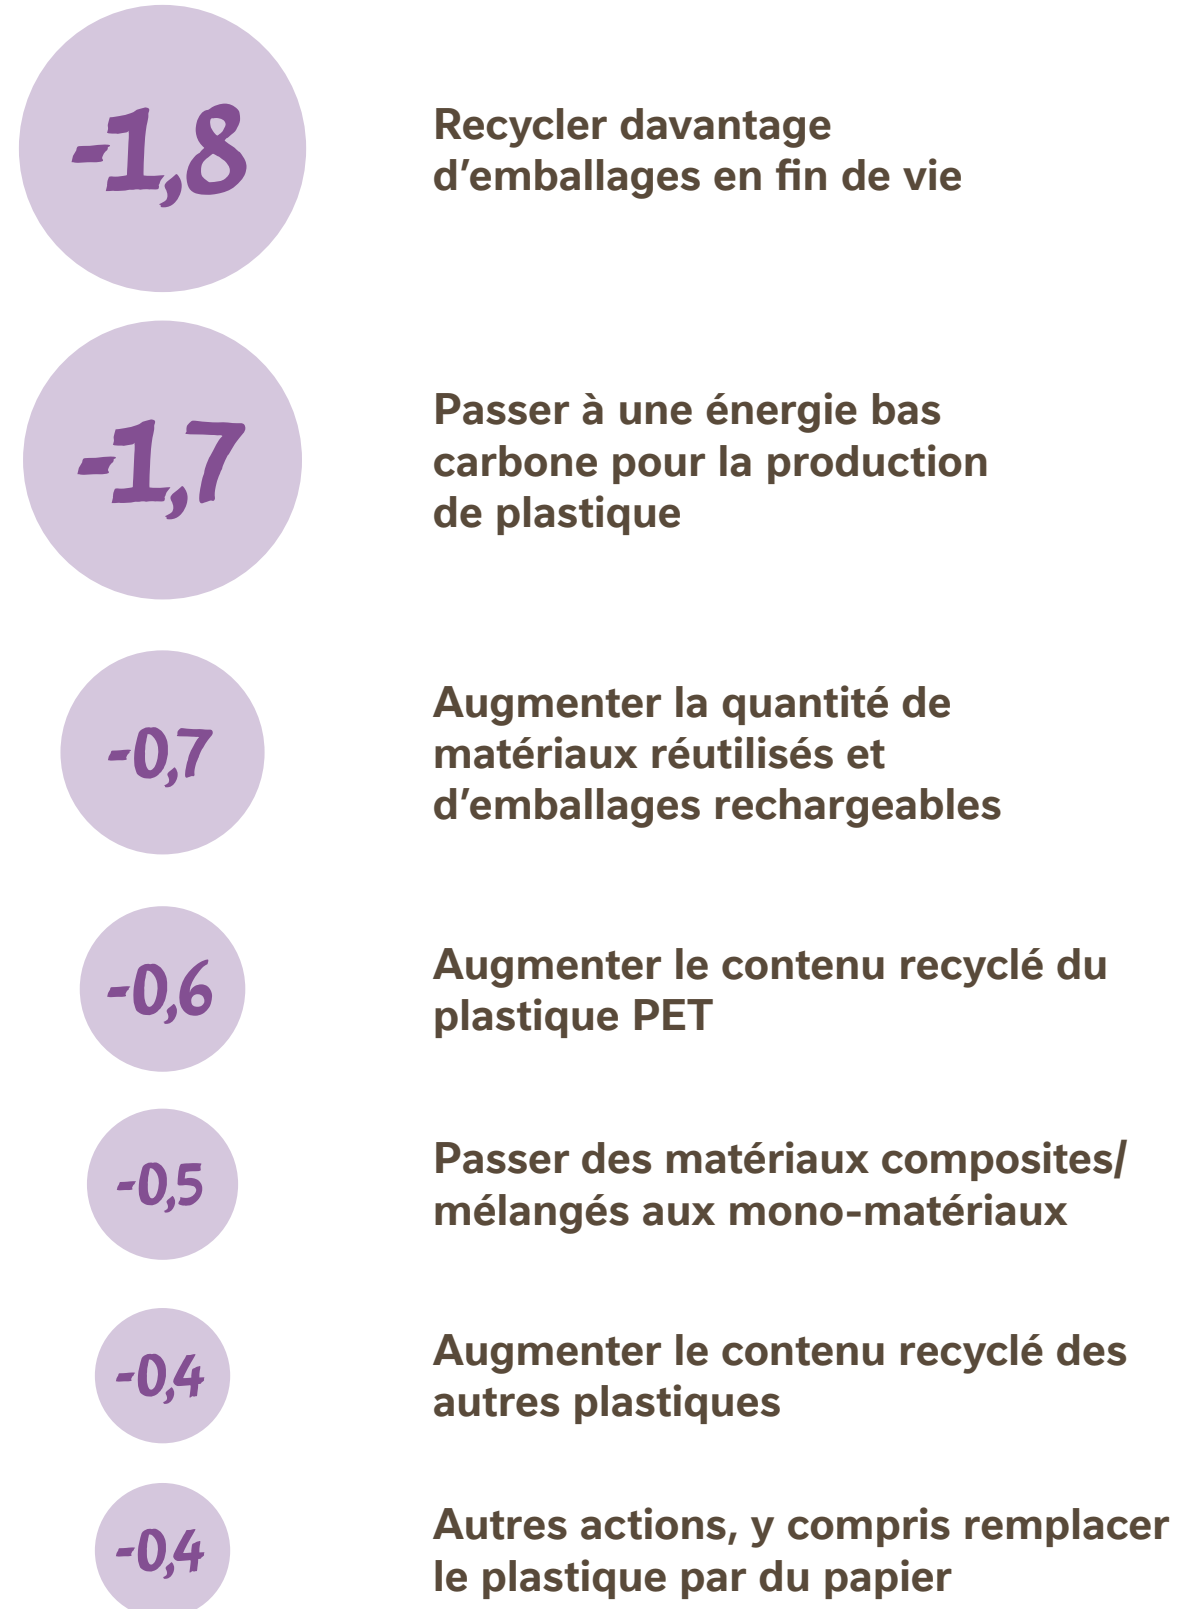 -1,8
Recycler davantage
d’emballages en fin de vie
-1,7
Passer à une énergie bas
carbone pour la production
de plastique
-0,7
Augmenter la quantité de
matériaux réutilisés et
d’emballages rechargeables
-0,6
Augmenter le contenu recyclé du
plastique PET
-0,5
Passer des matériaux composites/
mélangés aux mono-matériaux
-0,4
Augmenter le contenu recyclé des
autres plastiques
-0,4
Autres actions, y compris remplacer
le plastique par du papier